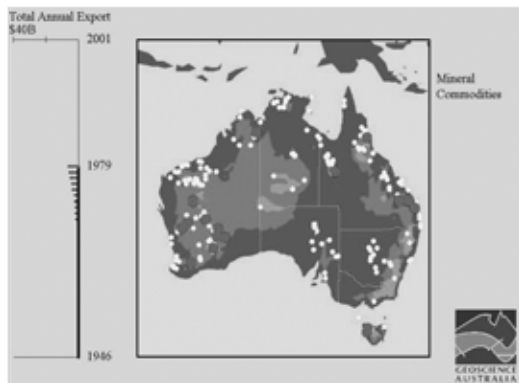 Total Annual Export
$40B
2001
Mineral
Commodities
1979
1946
GEOSCIENCE
AUSTRALIA